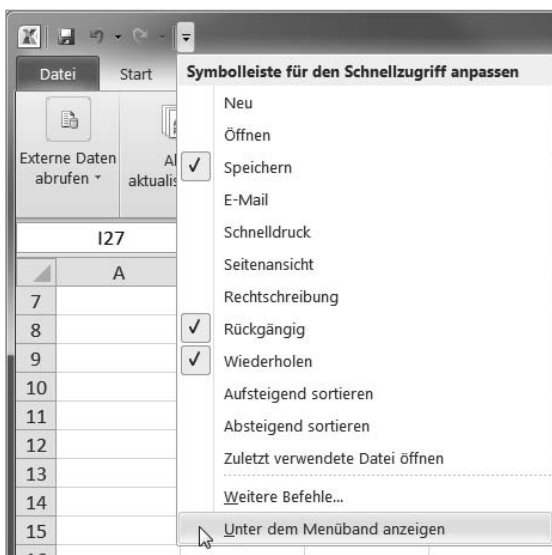 Datei Start
Symbolleiste für den Schnellzugriff anpassen
Neu
Öffnen
Speichern
E-Mail
Schnelldruck
Seitenansicht
Rechtschreibung
Rückgängig
Wiederholen
Aufsteigend sortieren
Absteigend sortieren
Zuletzt verwendete Datei öffnen
Weitere Befehle...
Unter dem Menüband anzeigen
Externe Daten
abrufen
I27
A
7
8
9
10
11
12
13
14
15